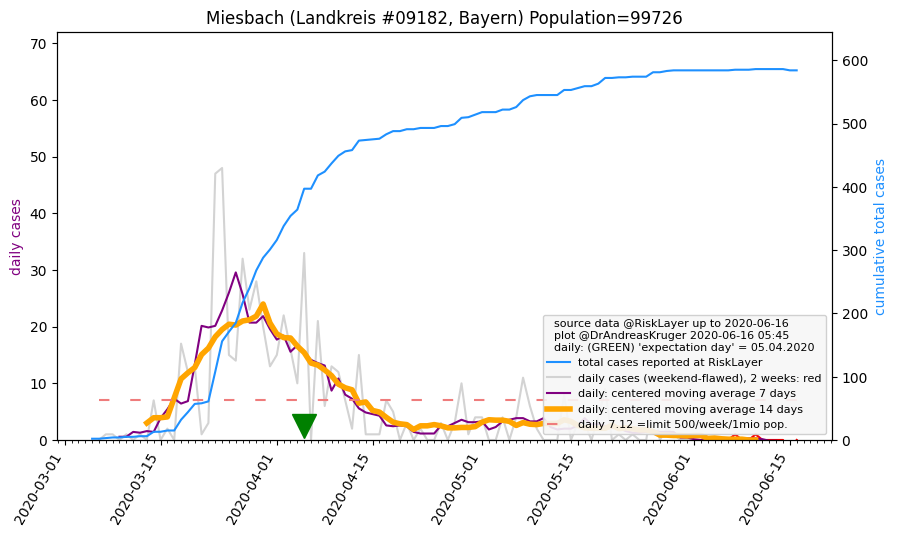 Miesbach (Landkreis #09182, Bayern) Population=99726
daily cases
70
60
50
40
30
20
10
0
600
500
400
300
200
100
0
cumulative total cases
source data @RiskLayer up to 2020-06-16
plot @DrAndreasKruger 2020-06-16 05:45
daily: (GREEN) 'expectation day' = 05.04.2020
total cases reported at RiskLayer
daily cases (weekend-flawed), 2 weeks: red
daily: centered moving average 7 days
daily: centered moving average 14 days
daily 7.12 =limit 500/week/1mio pop.
2020-03-01
2020-03-15
2020-04-01
2020-04-15
2020-05-01
2020-05-15
2020-06-01
2020-06-15